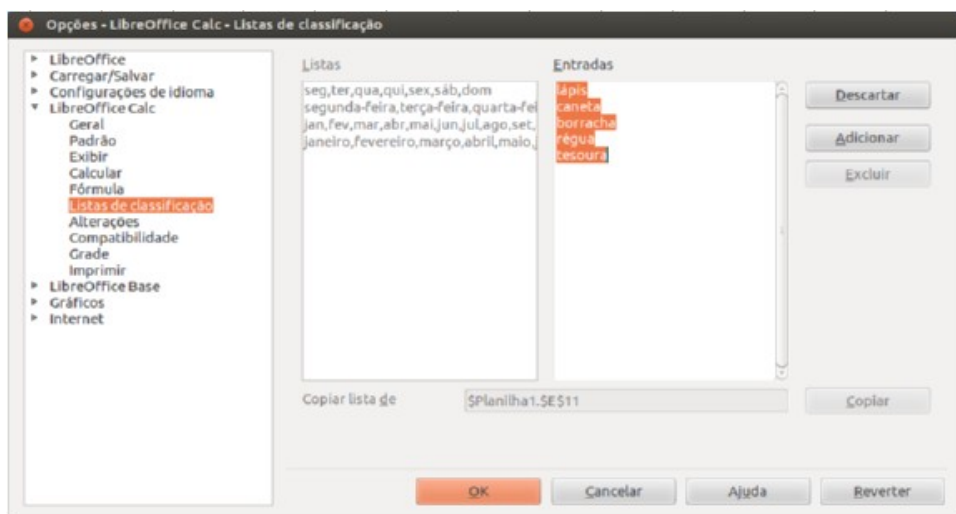 Opções - LibreOffice Calc - Listas de classificação
LibreOffice
Carregar/Salvar
Configurações de idioma
LibreOffice Calc
Geral
Padrão
Exibir
Calcular
Fórmula
Listas de classificação
Alterações
Compatibilidade
Grade
Imprimir
LibreOffice Base
Gráficos
Internet
Listas
seg,ter,qua,qui,sex,sáb,dom
segunda-feira,terça-feira,quarta-fei
jan,fev,mar,abr,mai,jun,jul,ago,set,
janeiro,fevereiro,março,abril,maio,j
Entradas
lápis
caneta
borracha
régua
tesoura
Descartar
Adicionar
Excluir
Copiar lista de
$Planilha1.$E$11
Copiar
OK
Cancelar
Ajuda
Reverter